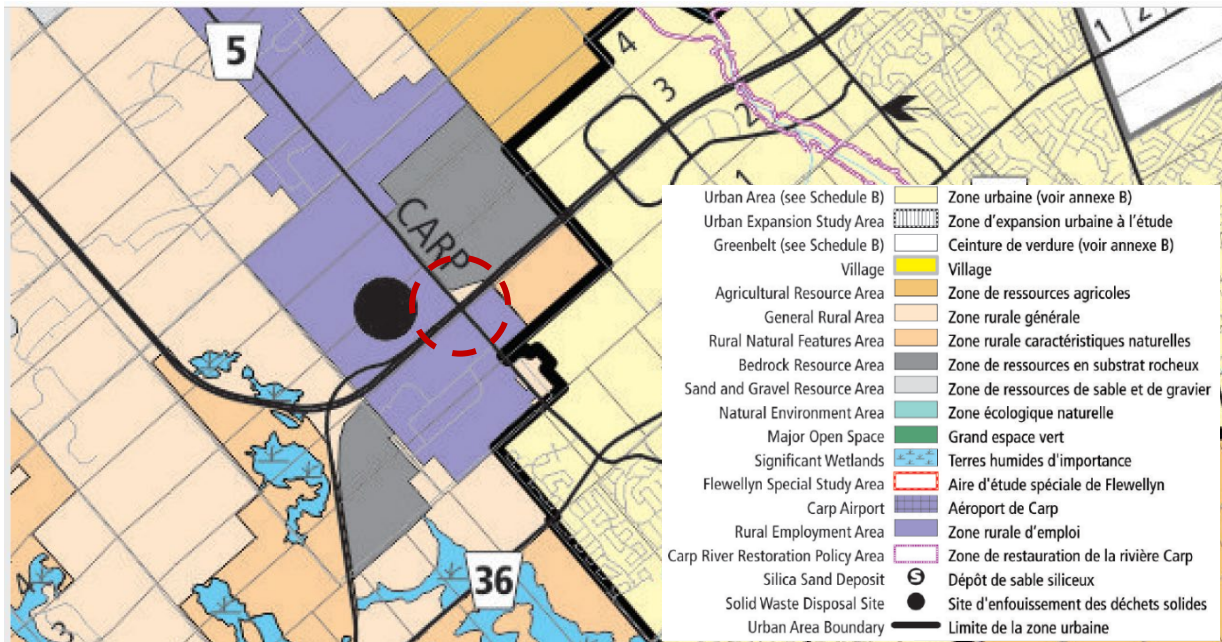 5
4
3
2
1
1 2
CARP
36
4
3
Urban Area (see Schedule B) Zone urbaine (voir annexe B)
Urban Expansion Study Area Zone d'expansion urbaine à l'étude
Greenbelt (see Schedule B) Ceinture de verdure (voir annexe B)
Village Village
Agricultural Resource Area Zone de ressources agricoles
General Rural Area Zone rurale générale
Rural Natural Features Area Zone rurale caractéristiques naturelles
Bedrock Resource Area Zone de ressources en substrat rocheux
Sand and Gravel Resource Area Zone de ressources de sable et de gravier
Natural Environment Area Zone écologique naturelle
Major Open Space Grand espace vert
Significant Wetlands Terres humides d'importance
Flewellyn Special Study Area Aire d'étude spéciale de Flewellyn
Carp Airport Aéroport de Carp
Rural Employment Area Zone rurale d'emploi
Carp River Restoration Policy Area Zone de restauration de la rivière Carp
Silica Sand Deposit S Dépôt de sable siliceux
Solid Waste Disposal Site Site d'enfouissement des déchets solides
Urban Area Boundary Limite de la zone urbaine